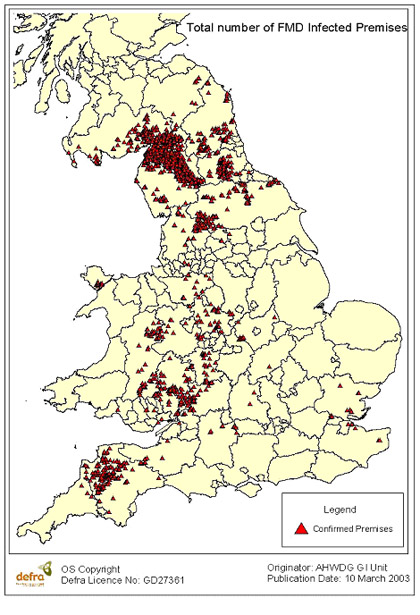 Total number of FMD Infected Premises
Legend
Confirmed Premises
defra
OS Copyright
Defra Licence No: GD27361
Originator: AHWDG GI Unit
Publication Date: 10 March 2003